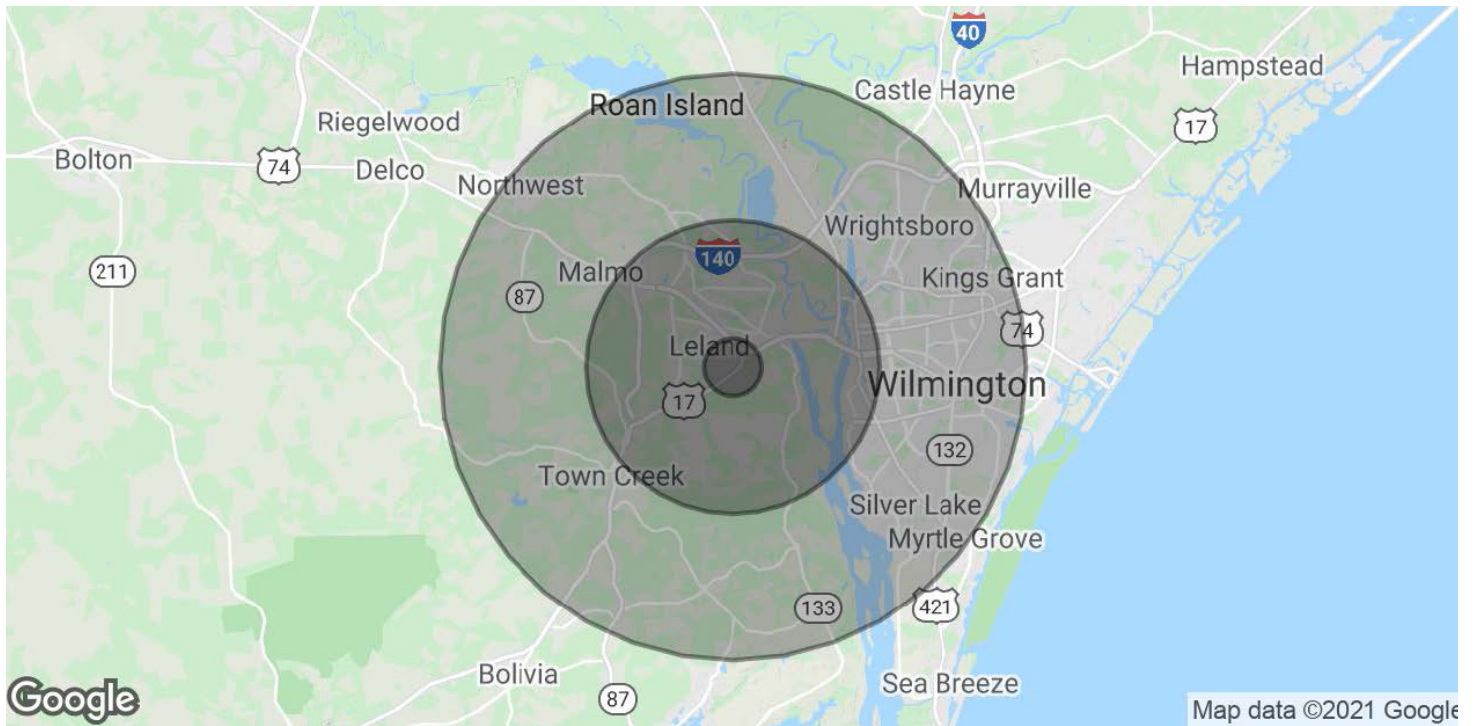 40
Hampstead
Castle Hayne
Roan Island
Riegelwood
17
Bolton
74
Delco
Northwest
Murrayville
Wrightsboro
140
211
Malmo
Kings Grant
87
74
Leland
Wilmington
17
132
Town Creek
Silver Lake
Myrtle Grove
133
421
Bolivia
Sea Breeze
87
Google
Map data ©2021 Google